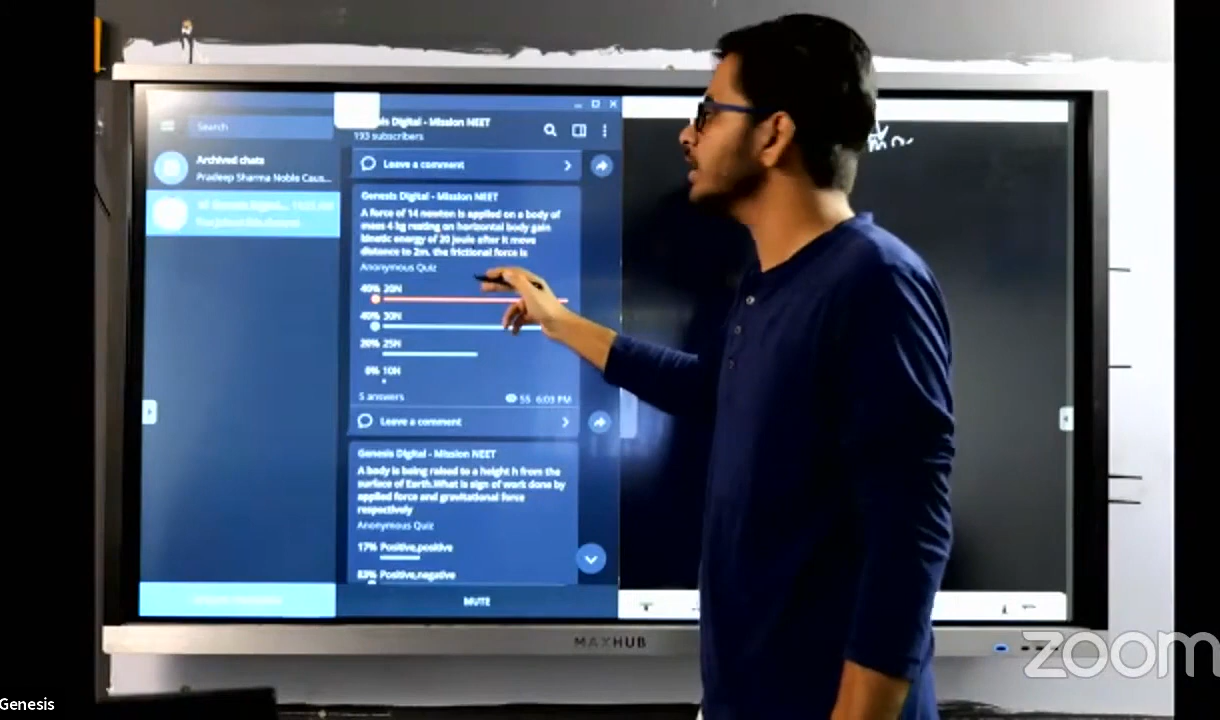 Search
Archived chats
Pradeep Sharma Noble Caus...
Digital - Mission NEET
193 subscribers
Leave a comment
Genesis Digital - Mission NEET
A force of 14 newton is applied on a body of
mass 4 kg resting on horizontal body gain
kinetic energy of 20 joule after it move
distance to 2m. the frictional force is
Anonymous Quiz
40% 20N
40% 30N
20% 25N
0% 10N
5 answers
55 6:03 PM
Leave a comment
Genesis Digital - Mission NEET
A body is being raised to a height h from the
surface of Earth.What is sign of work done by
applied force and gravitational force
respectively
Anonymous Quiz
17% Positive,positive
83% Positive,negative
MUTE
MAXHUB
zoom
Genesis